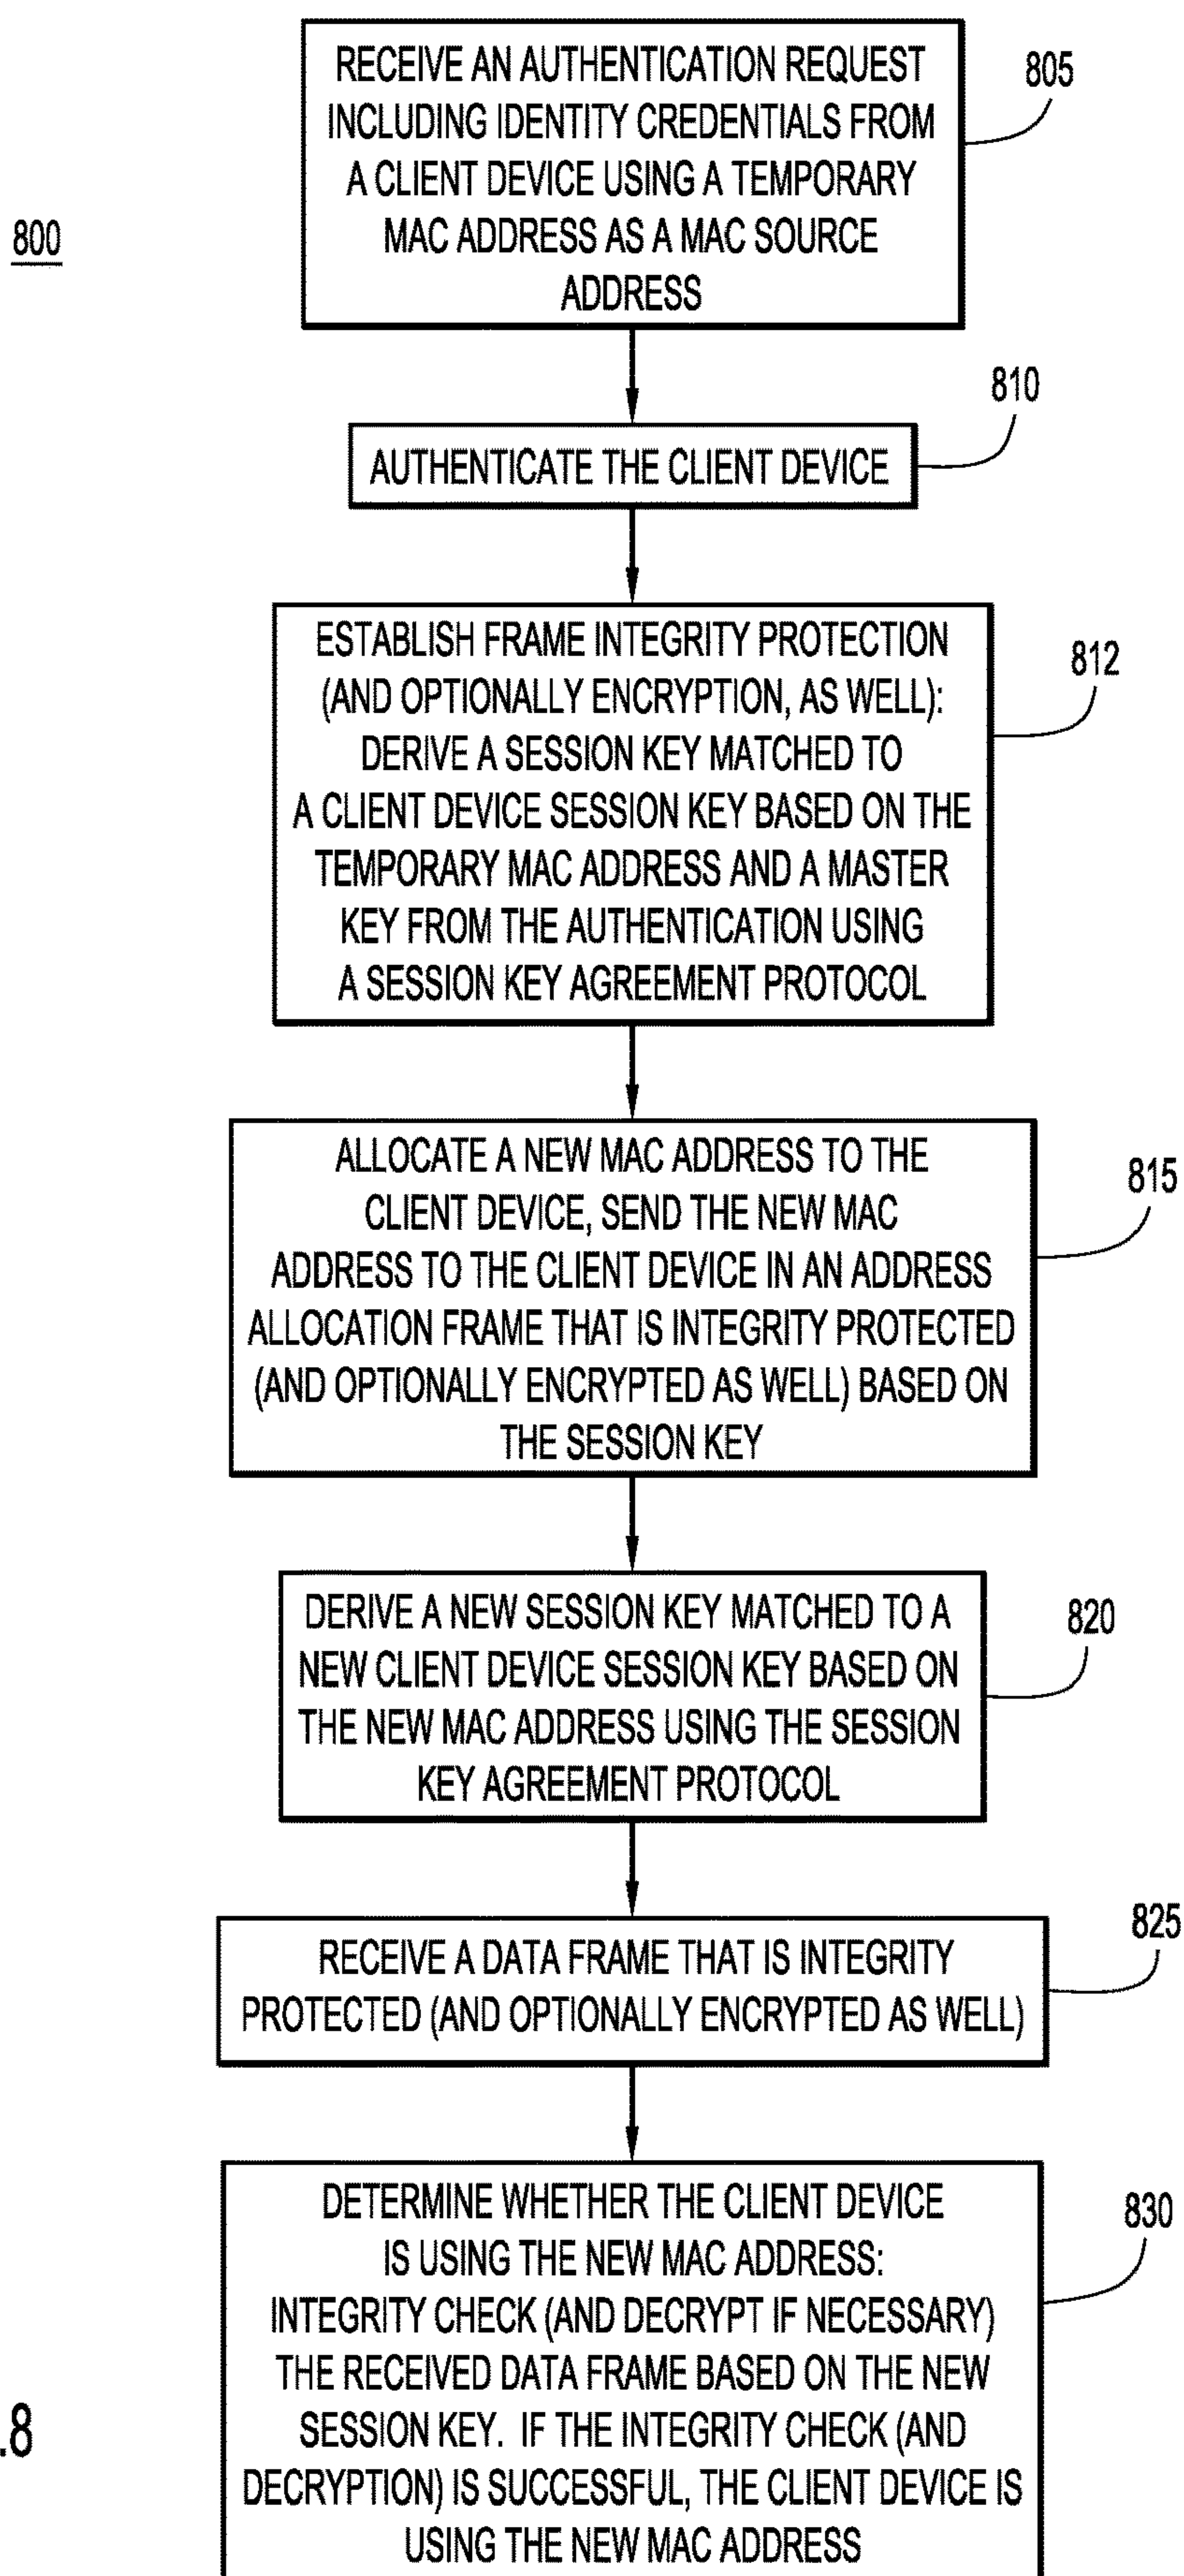 RECEIVE AN AUTHENTICATION REQUEST
INCLUDING IDENTITY CREDENTIALS FROM
A CLIENT DEVICE USING A TEMPORARY
MAC ADDRESS AS A MAC SOURCE
ADDRESS
805
800
810
AUTHENTICATE THE CLIENT DEVICE
ESTABLISH FRAME INTEGRITY PROTECTION
(AND OPTIONALLY ENCRYPTION, AS WELL):
DERIVE A SESSION KEY MATCHED TO
A CLIENT DEVICE SESSION KEY BASED ON THE
TEMPORARY MAC ADDRESS AND A MASTER
KEY FROM THE AUTHENTICATION USING
A SESSION KEY AGREEMENT PROTOCOL
812
ALLOCATE A NEW MAC ADDRESS TO THE
CLIENT DEVICE, SEND THE NEW MAC
ADDRESS TO THE CLIENT DEVICE IN AN ADDRESS
ALLOCATION FRAME THAT IS INTEGRITY PROTECTED
(AND OPTIONALLY ENCRYPTED AS WELL) BASED ON
THE SESSION KEY
815
DERIVE A NEW SESSION KEY MATCHED TO A
NEW CLIENT DEVICE SESSION KEY BASED ON
THE NEW MAC ADDRESS USING THE SESSION
KEY AGREEMENT PROTOCOL
820
RECEIVE A DATA FRAME THAT IS INTEGRITY
PROTECTED (AND OPTIONALLY ENCRYPTED AS WELL)
825
DETERMINE WHETHER THE CLIENT DEVICE
IS USING THE NEW MAC ADDRESS:
INTEGRITY CHECK (AND DECRYPT IF NECESSARY)
THE RECEIVED DATA FRAME BASED ON THE NEW
SESSION KEY. IF THE INTEGRITY CHECK (AND
DECRYPTION) IS SUCCESSFUL, THE CLIENT DEVICE IS
USING THE NEW MAC ADDRESS
830
.8